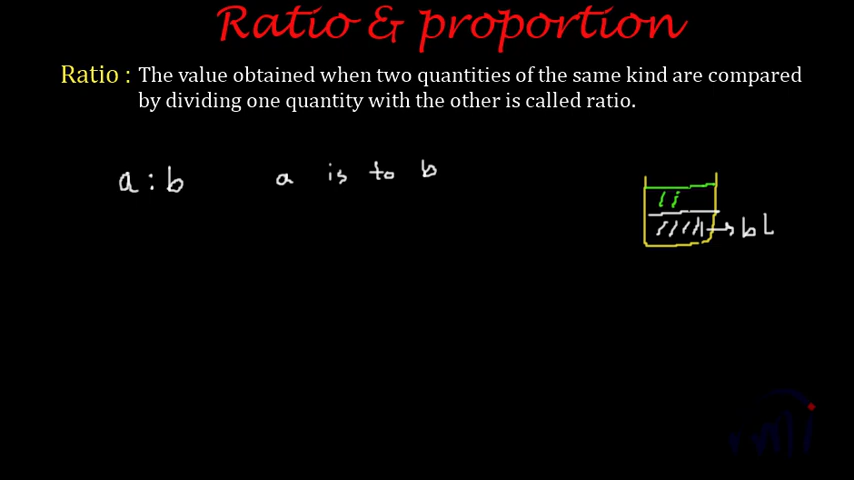 Ratio & proportion
Ratio : The value obtained when two quantities of the same kind are compared
by dividing one quantity with the other is called ratio.
a : b a is to b
bL